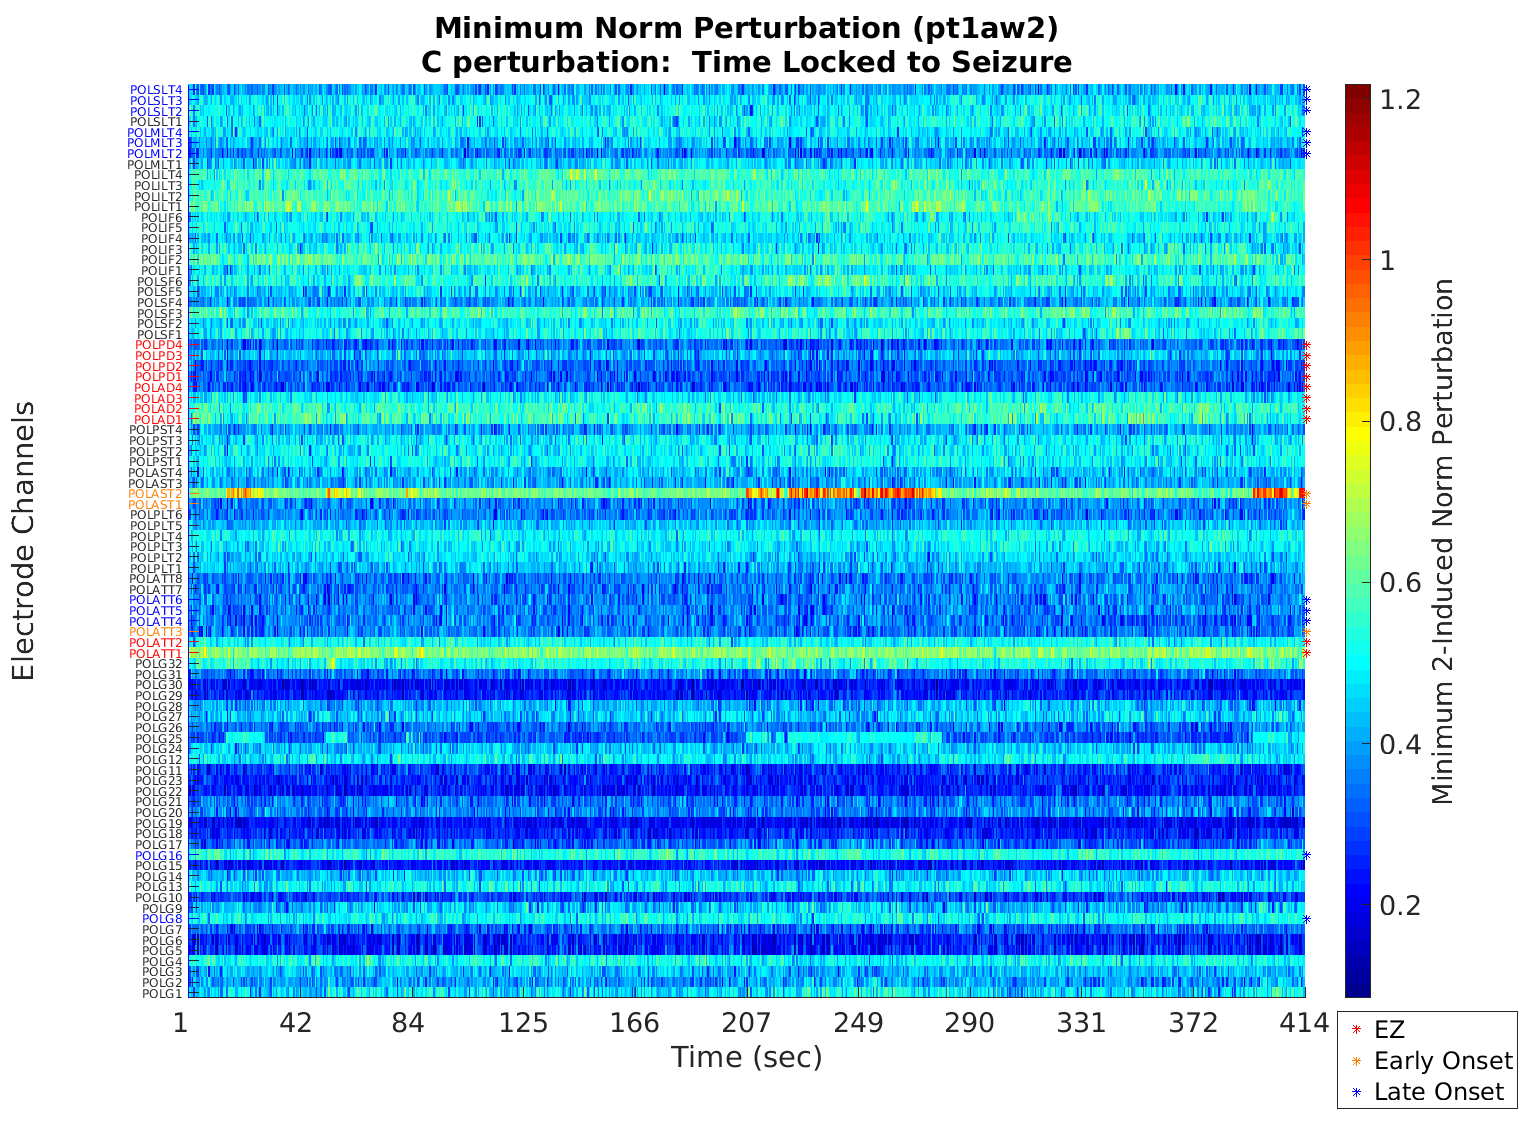 Minimum Norm Perturbation (pt1aw2)
C perturbation:  Time Locked to Seizure
Electrode Channels
POLSLT4
POLSLT3
POLSLT2
POLSLT1
POLMLT4
POLMLT3
POLMLT2
POLMLT1
POLILT4
POLILT3
POLILT2
POLILT1
POLIF6
POLIF5
POLIF4
POLIF3
POLIF2
POLIF1
POLSF6
POLSF5
POLSF4
POLSF3
POLSF2
POLSF1
POLPD4
POLPD3
POLPD2
POLPD1
POLAD4
POLAD3
POLAD2
POLAD1
POLPST4
POLPST3
POLPST2
POLPST1
POLAST4
POLAST3
POLAST2
POLAST1
POLPLT6
POLPLT5
POLPLT4
POLPLT3
POLPLT2
POLPLT1
POLATT8
POLATT7
POLATT6
POLATT5
POLATT4
POLATT3
POLATT2
POLATT1
POLG32
POLG31
POLG30
POLG29
POLG28
POLG27
POLG26
POLG25
POLG24
POLG12
POLG11
POLG23
POLG22
POLG21
POLG20
POLG19
POLG18
POLG17
POLG16
POLG15
POLG14
POLG13
POLG10
POLG9
POLG8
POLG7
POLG6
POLG5
POLG4
POLG3
POLG2
POLG1
1 42 84 125 166 207 249 290 331 372 414
Time (sec)
1.2
1
0.8
0.6
0.4
0.2
Minimum 2-Induced Norm Perturbation
EZ
Early Onset
Late Onset